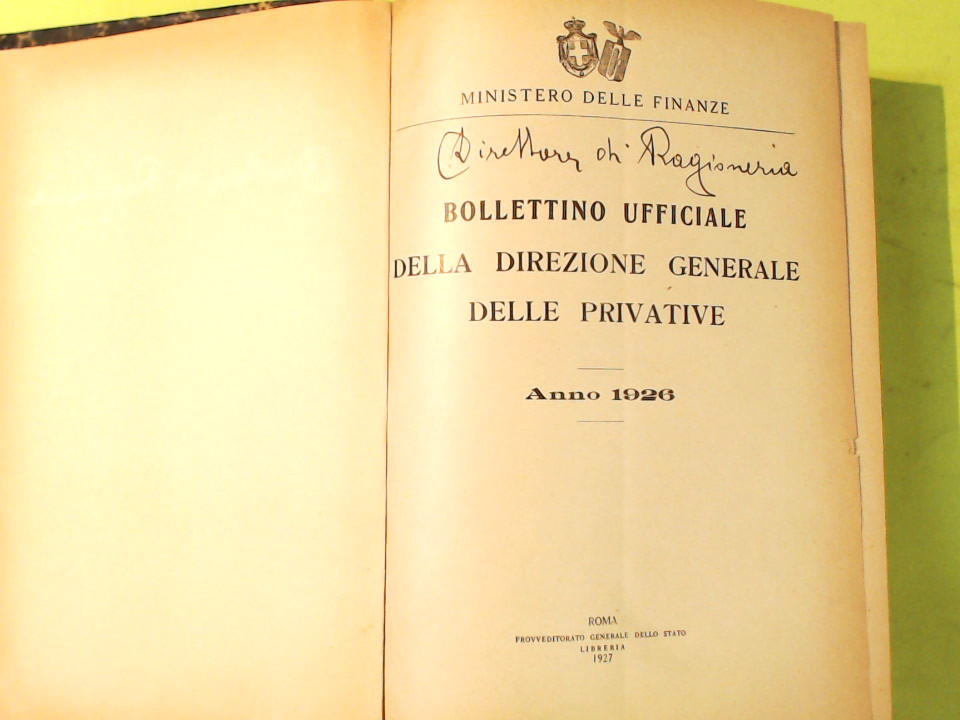 MINISTERO DELLE FINANZE
Direttore di Ragioneria
BOLLETTINO UFFICIALE
DELLA DIREZIONE GENERALE
DELLE PRIVATIVE
Anno 1926
ROMA
PROVVEDITORATO GENERALE DELLO STATO
LIBRERIA
1927